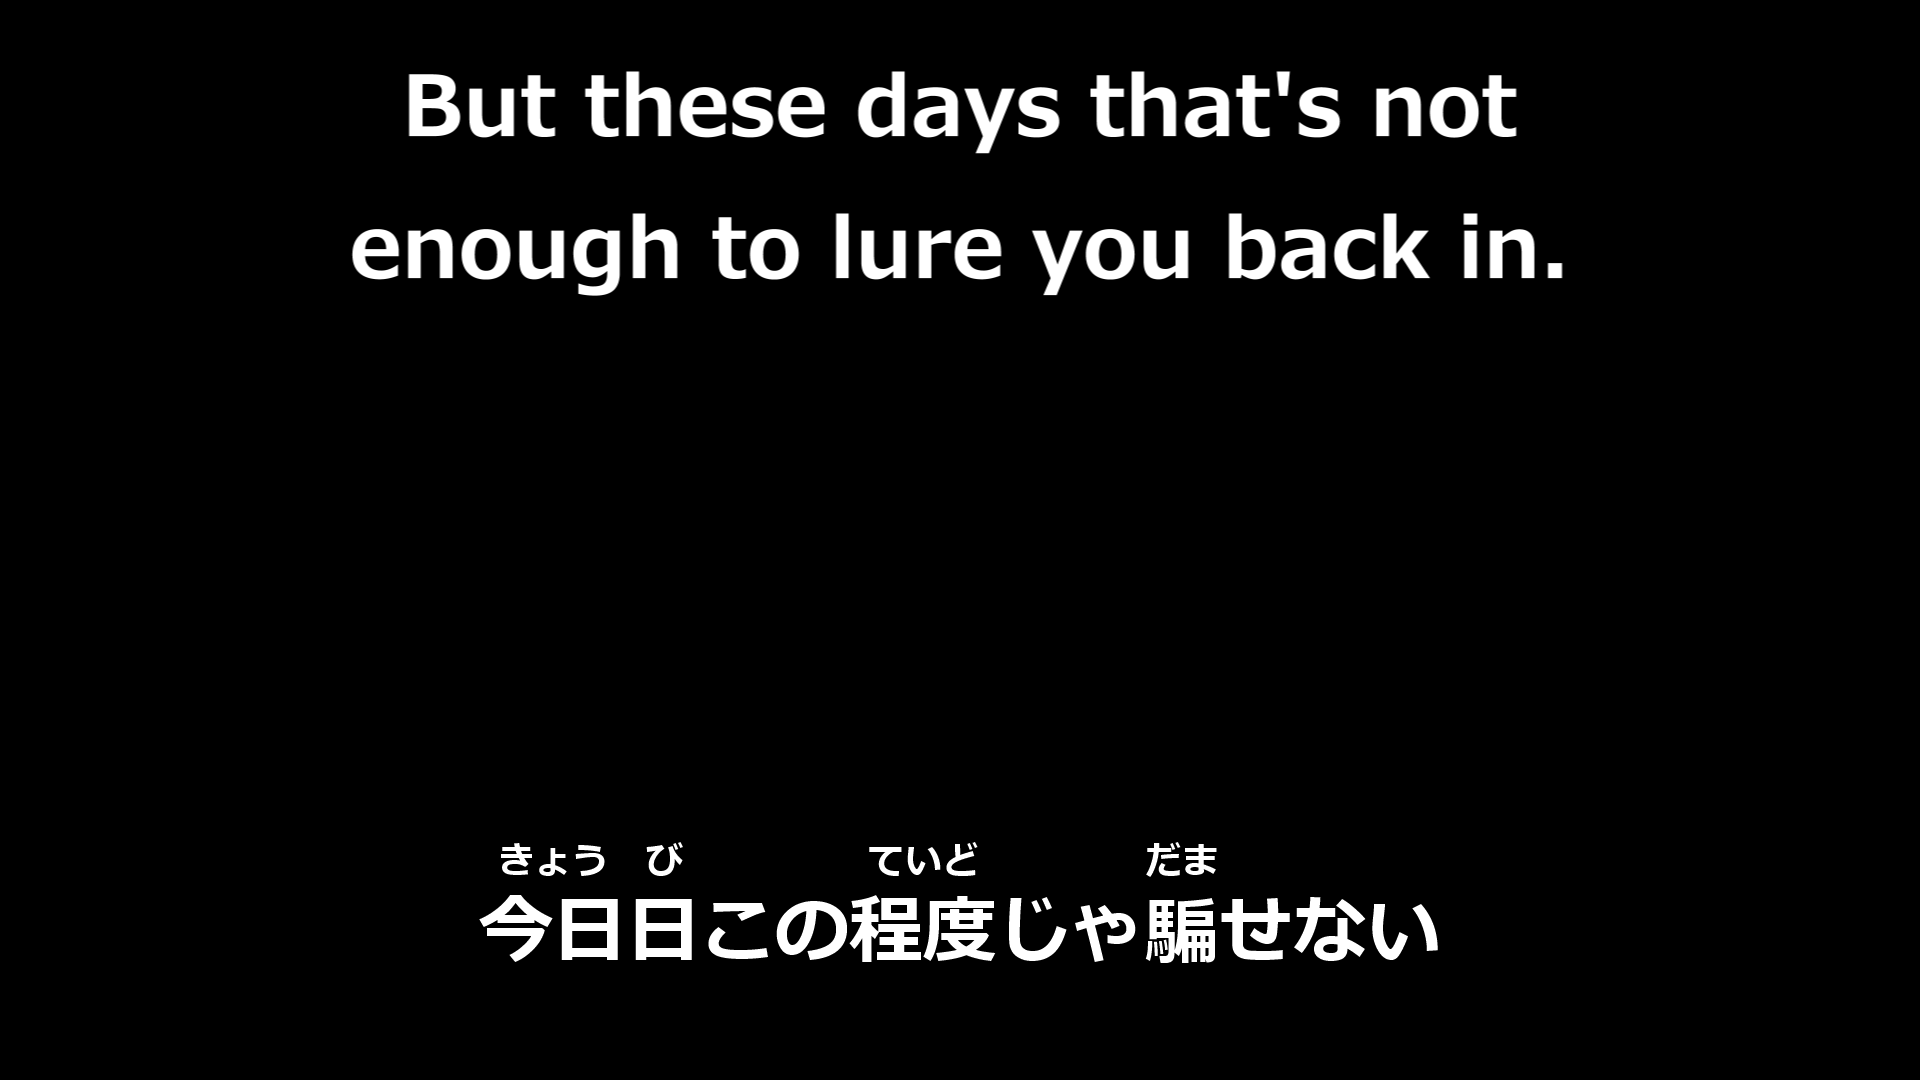 But these days that's not
enough to lure you back in.
きょう び ていど だま
今日日この程度じゃ騙せない